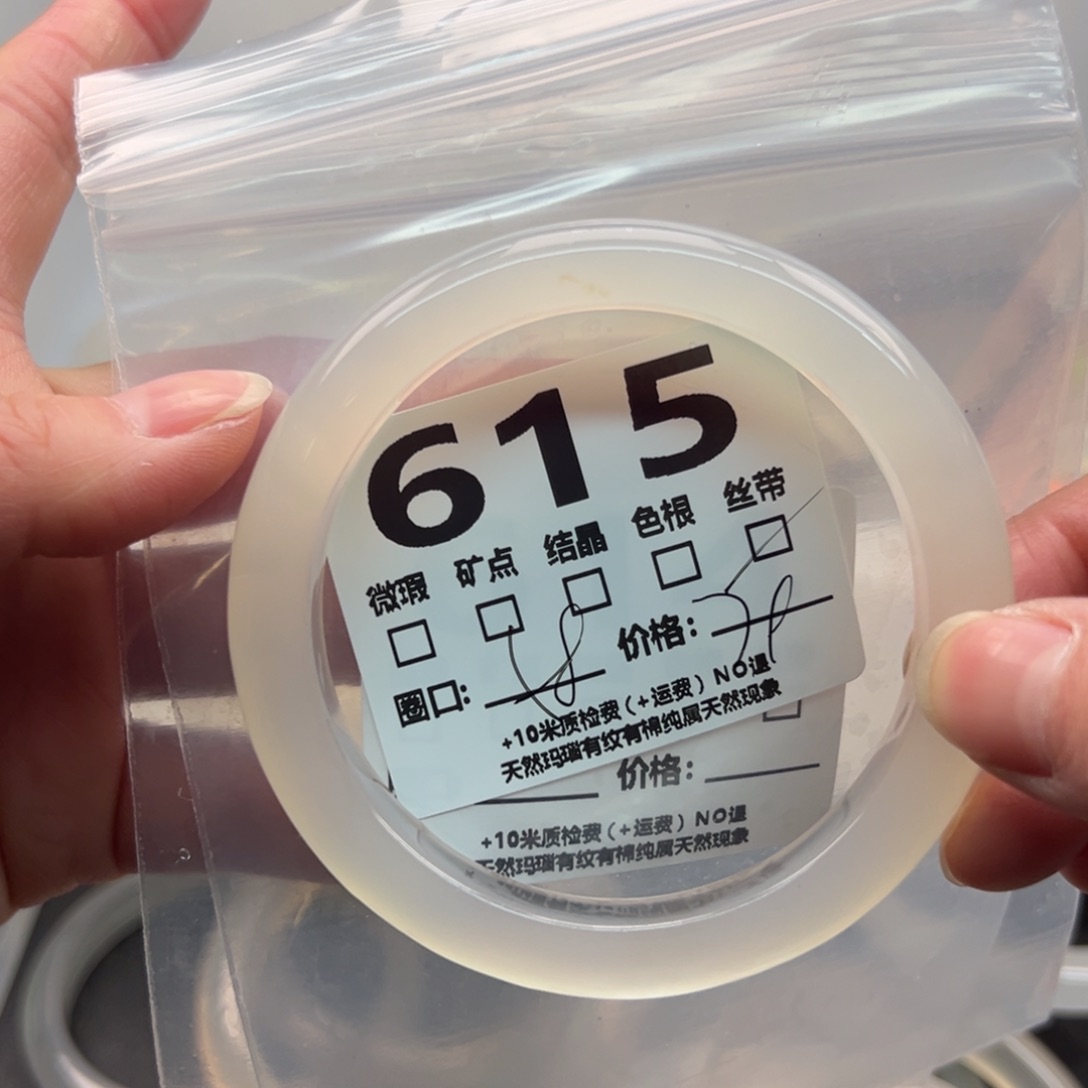 615
微瑕 矿点 结晶 色根 丝带
圈口： 价格：
+10米质检费（+运费）NO退
天然玛瑙有纹有棉纯属天然现象
价格：
+10米质检费（+运费）NO退
天然玛瑙有纹有棉纯属天然现象